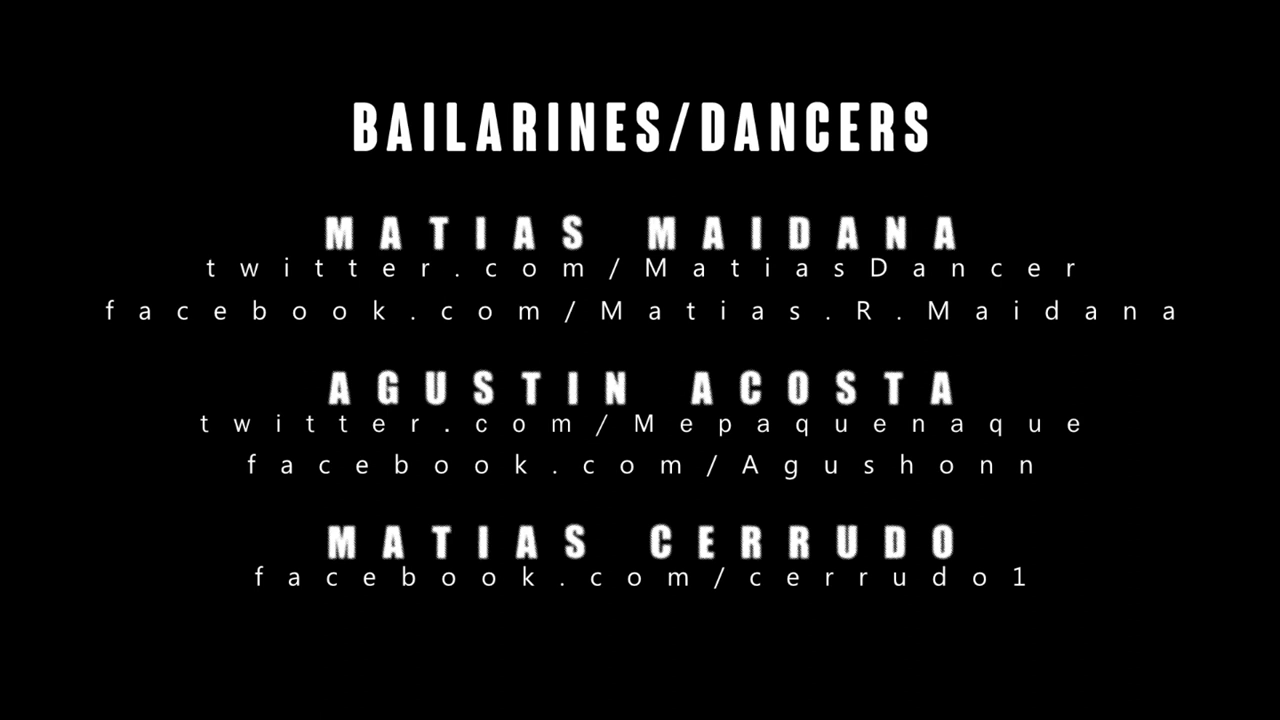 BAILARINES/DANCERS
MATIAS MAIDANA
twitter.com/MatiasDancer
facebook.com/Matias.R.Maidana
AGUSTIN ACOSTA
twitter.com/Mepaquenaque
facebook.com/Agushonn
MATIAS CERRUDO
facebook.com/cerrudo1